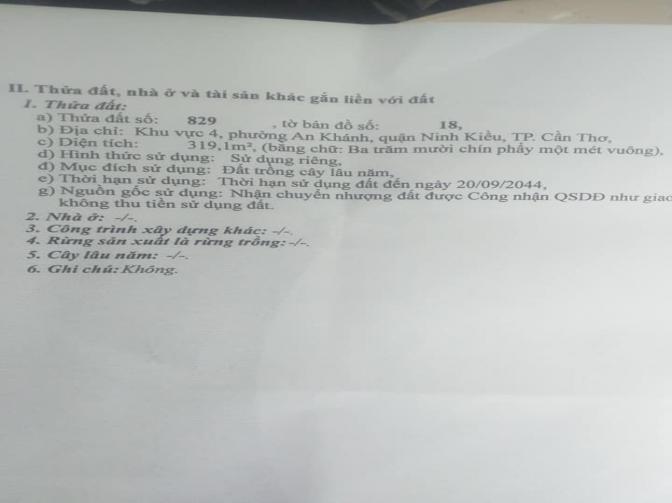 II. Thửa đất, nhà ở và tài sản khác gắn liền với đất
1. Thửa đất:
a) Thửa đất số: 829 , tờ bản đồ số: 18,
b) Địa chỉ: Khu vực 4, phường An Khánh, quận Ninh Kiều, TP. Cần Thơ,
c) Diện tích: 319,1m², (bằng chữ: Ba trăm mười chín phẩy một mét vuông),
d) Hình thức sử dụng: Sử dụng riêng,
đ) Mục đích sử dụng: Đất trồng cây lâu năm,
e) Thời hạn sử dụng: Thời hạn sử dụng đất đến ngày 20/09/2044,
g) Nguồn gốc sử dụng: Nhận chuyển nhượng đất được Công nhận QSDĐ như giao
không thu tiền sử dụng đất.
2. Nhà ở: -/-.
3. Công trình xây dựng khác: -/-.
4. Rừng sản xuất là rừng trồng: -/-.
5. Cây lâu năm: -/-.
6. Ghi chú: Không.